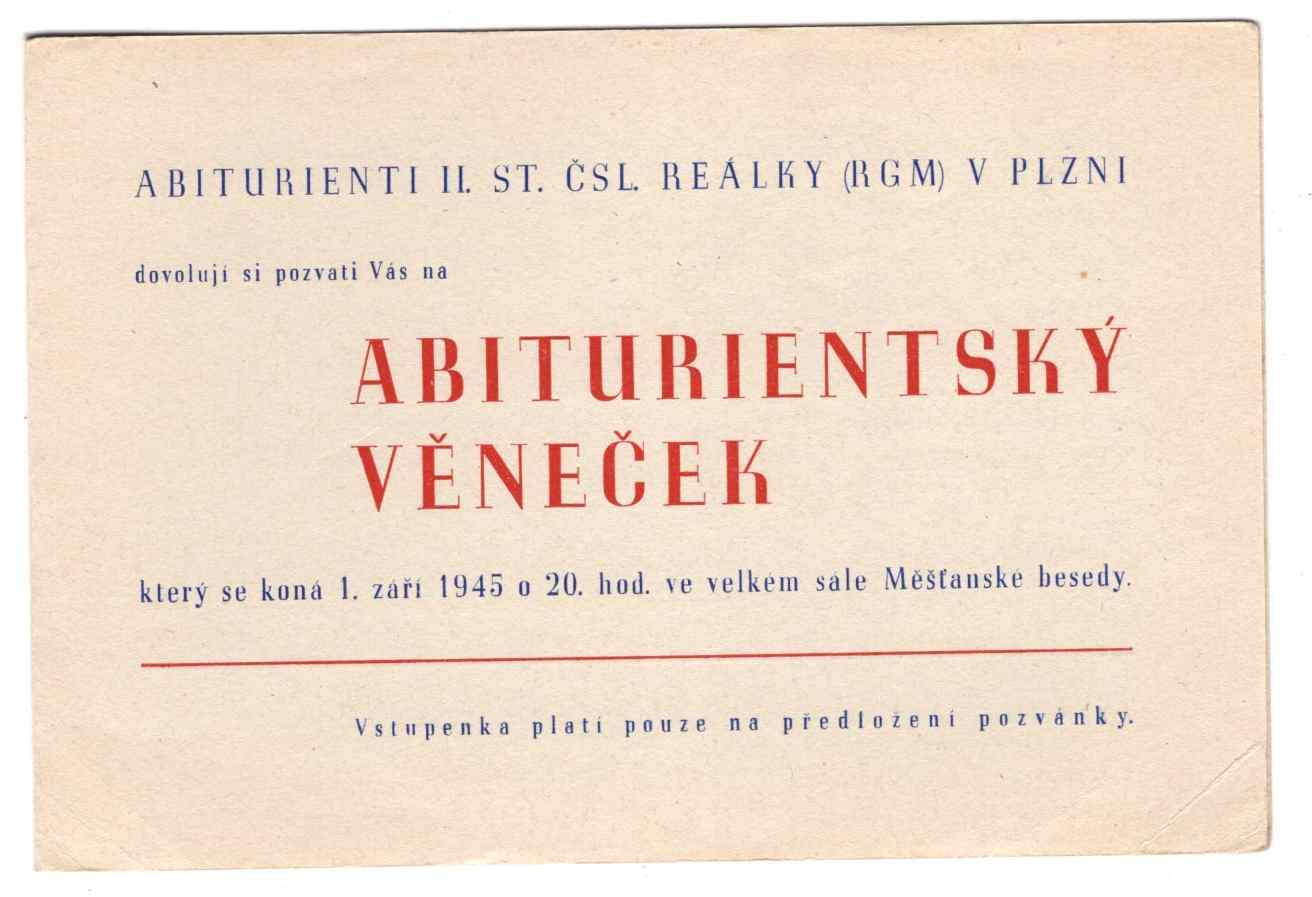 ABITURIENTI II. ST. ČSL. REÁLKY (RGM) V PLZNI
dovolují si pozvati Vás na
ABITURIENTSKÝ
VĚNEČEK
který se koná 1. září 1945 o 20. hod. ve velkém sále Měšťanské besedy.
Vstupenka platí pouze na předložení pozvánky.